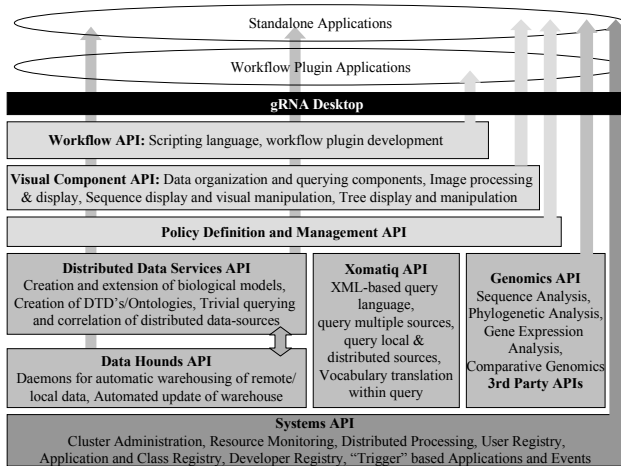 Standalone Applications
Workflow Plugin Applications
gRNA Desktop
Workflow API: Scripting language, workflow plugin development
Visual Component API: Data organization and querying components, Image processing
& display, Sequence display and visual manipulation, Tree display and manipulation
Policy Definition and Management API
Distributed Data Services API
Creation and extension of biological models,
Creation of DTD's/Ontologies, Trivial querying
and correlation of distributed data-sources
Data Hounds API
Daemons for automatic warehousing of remote/
local data, Automated update of warehouse
Xomatiq API
XML-based query
language,
query multiple sources,
query local &
distributed sources,
Vocabulary translation
within query
Genomics API
Sequence Analysis,
Phylogenetic Analysis,
Gene Expression
Analysis,
Comparative Genomics
3rd Party APIs
Systems API
Cluster Administration, Resource Monitoring, Distributed Processing, User Registry,
Application and Class Registry, Developer Registry, “Trigger” based Applications and Events